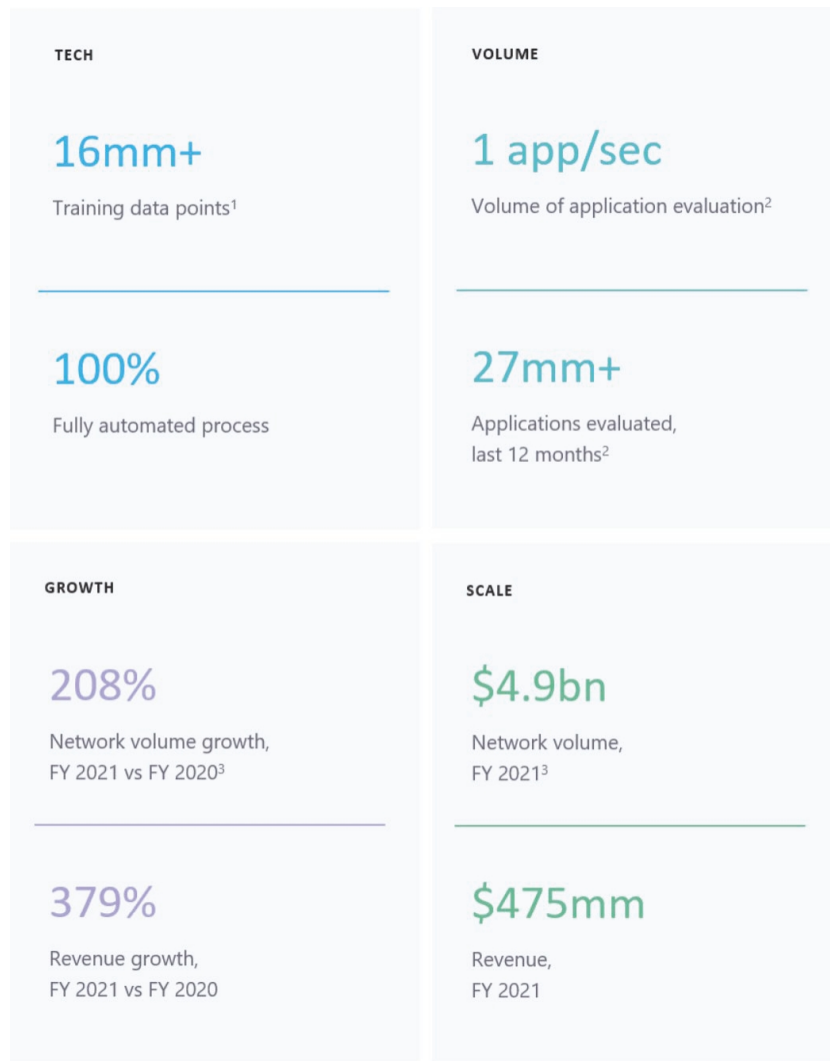 TECH
16mm+
Training data points¹
100%
Fully automated process
VOLUME
1 app/sec
Volume of application evaluation²
27mm+
Applications evaluated,
last 12 months²
GROWTH
208%
Network volume growth,
FY 2021 vs FY 2020³
379%
Revenue growth,
FY 2021 vs FY 2020
SCALE
$4.9bn
Network volume,
FY 2021³
$475mm
Revenue,
FY 2021